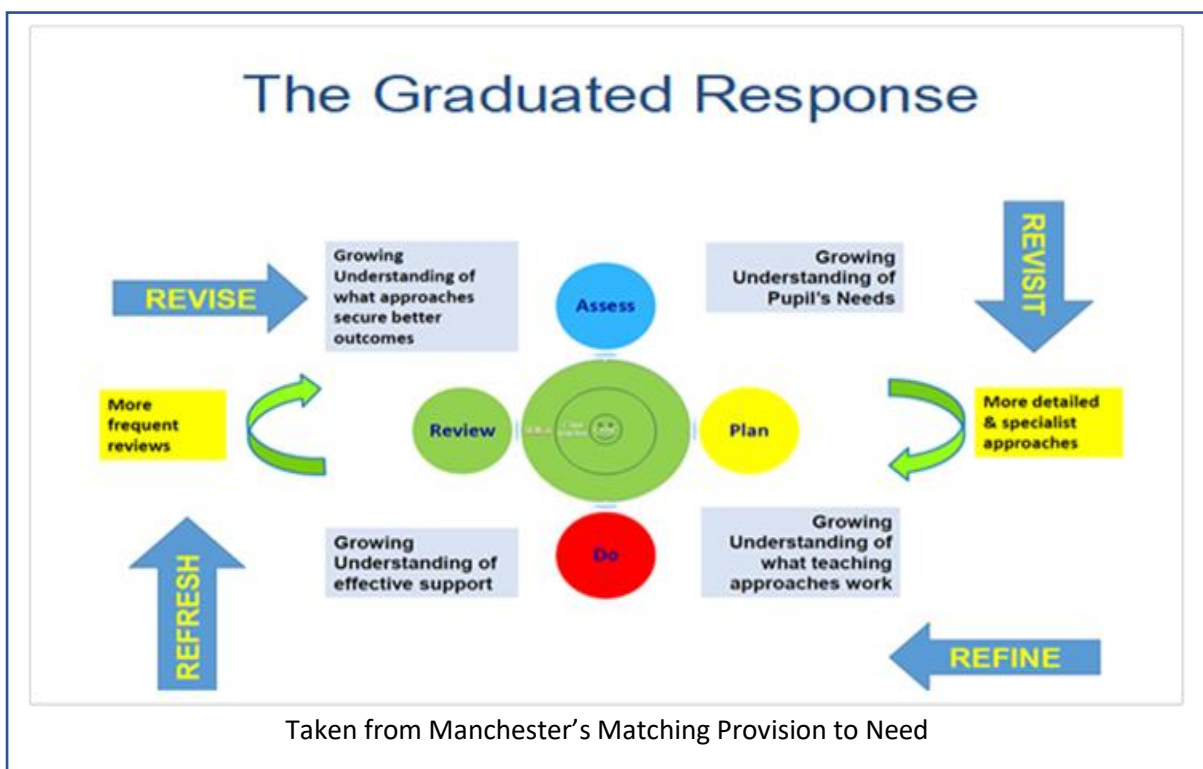 The Graduated Response
REVISE
Growing
Understanding of
what approaches
secure better
outcomes
Assess
Growing
Understanding of
Pupil's Needs
REVISIT
More
frequent
reviews
Review
Plan
More detailed
& specialist
approaches
REFRESH
Growing
Understanding of
effective support
Do
Growing
Understanding of
what teaching
approaches work
REFINE
Taken from Manchester's Matching Provision to Need